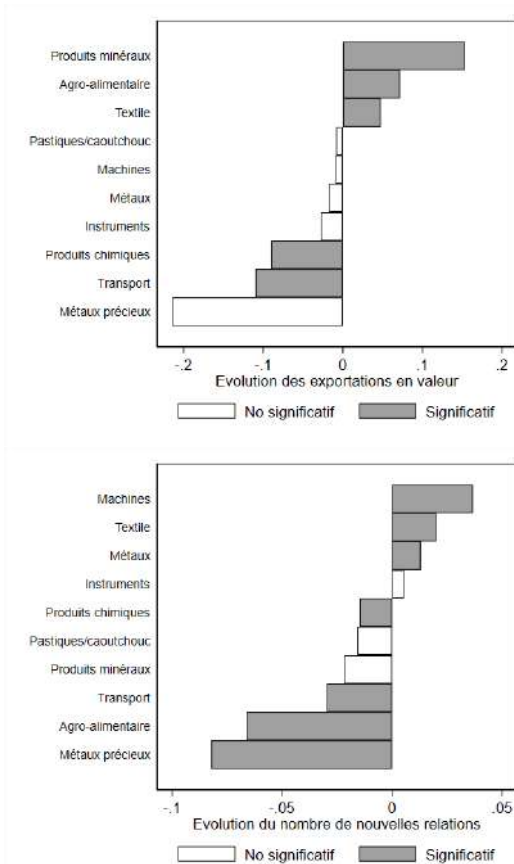 Produits minéraux
Agro-alimentaire
Textile
Pastiques/caoutchouc
Machines
Métaux
Instruments
Produits chimiques
Transport
Métaux précieux
-.2 -.1 0 .1 .2
Evolution des exportations en valeur
No significatif Significatif
Machines
Textile
Métaux
Instruments
Produits chimiques
Pastiques/caoutchouc
Produits minéraux
Transport
Agro-alimentaire
Métaux précieux
-.1 -.05 0 .05
Evolution du nombre de nouvelles relations
No significatif Significatif